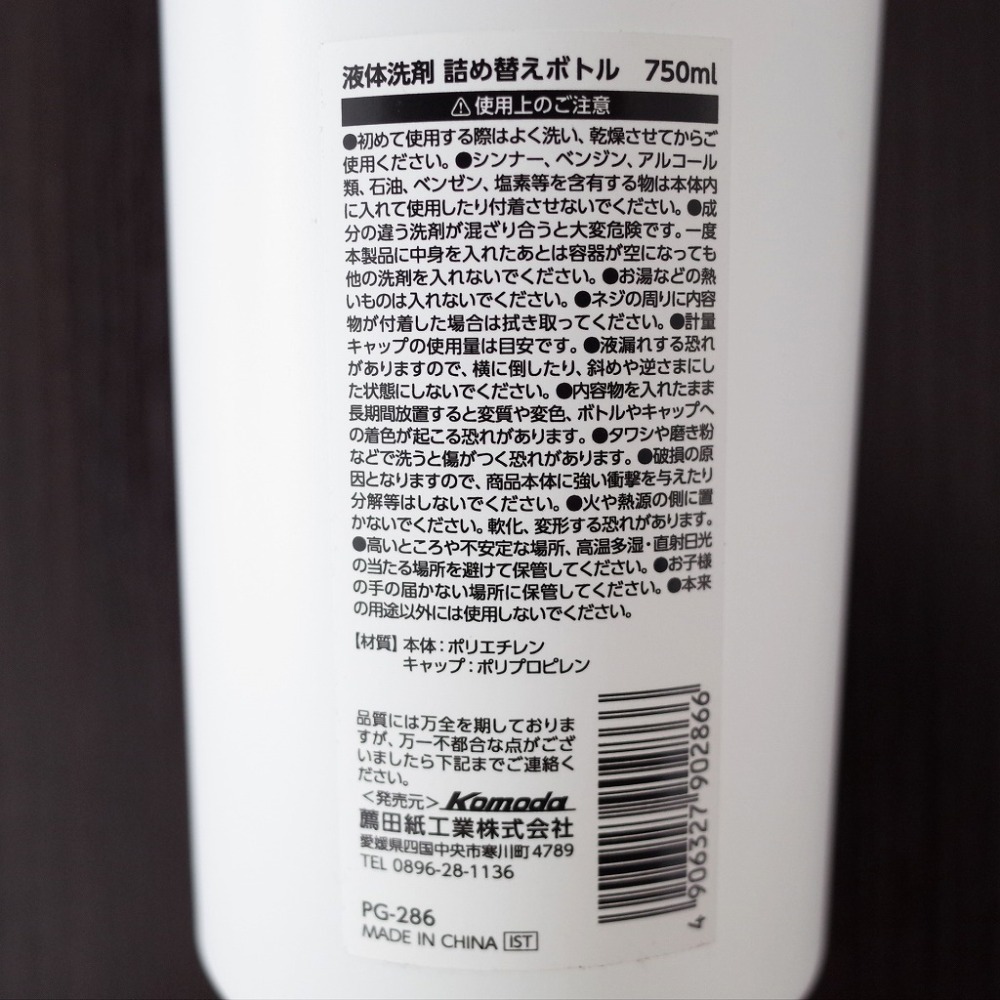 液体洗剤 詰め替えボトル 750ml
⚠使用上のご注意
●初めて使用する際はよく洗い、乾燥させてからご
使用ください。●シンナー、ベンジン、アルコール
類、石油、ベンゼン、塩素等を含有する物は本体内
に入れて使用したり付着させないでください。●成
分の違う洗剤が混ざり合うと大変危険です。一度
本製品に中身を入れたあとは容器が空になっても
他の洗剤を入れないでください。●お湯などの熱
いものは入れないでください。●ネジの周りに内容
物が付着した場合は拭き取ってください。●計量
キャップの使用量は目安です。●液漏れする恐れ
がありますので、横に倒したり、斜めや逆さまにし
た状態にしないでください。●内容物を入れたまま
長期間放置すると変質や変色、ボトルやキャップへ
の着色が起こる恐れがあります。●タワシや磨き粉
などで洗うと傷がつく恐れがあります。●破損の原
因となりますので、商品本体に強い衝撃を与えたり
分解等はしないでください。●火や熱源の側に置
かないでください。軟化、変形する恐れがあります。
●高いところや不安定な場所、高温多湿・直射日光
の当たる場所を避けて保管してください。●お子様
の手の届かない場所に保管してください。●本来
の用途以外には使用しないでください。
【材質】本体：ポリエチレン
キャップ：ポリプロピレン
品質には万全を期しておりま
すが、万一不都合な点がござ
いましたら下記までご連絡く
ださい。
＜発売元＞Komoda
薦田紙工業株式会社
愛媛県四国中央市寒川町4789
TEL 0896-28-1136
PG-286
MADE IN CHINA IST
4 906327 902866